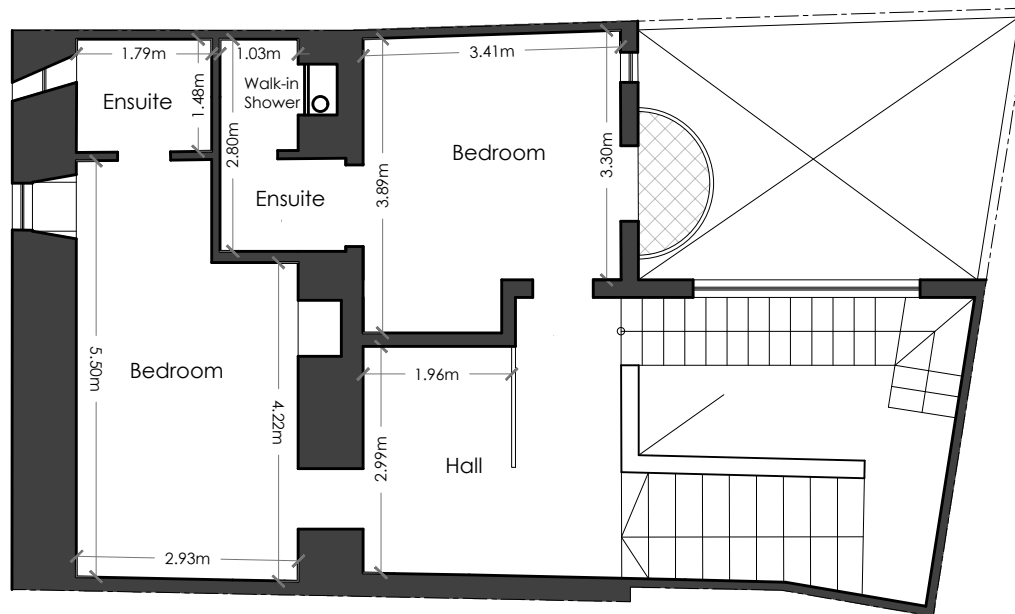 1.79m
1.03m
3.41m
1.48m
Walk-in
Shower
Ensuite
2.80m
Bedroom
3.30m
3.89m
Ensuite
5.50m
Bedroom
4.22m
1.96m
2.99m
Hall
2.93m